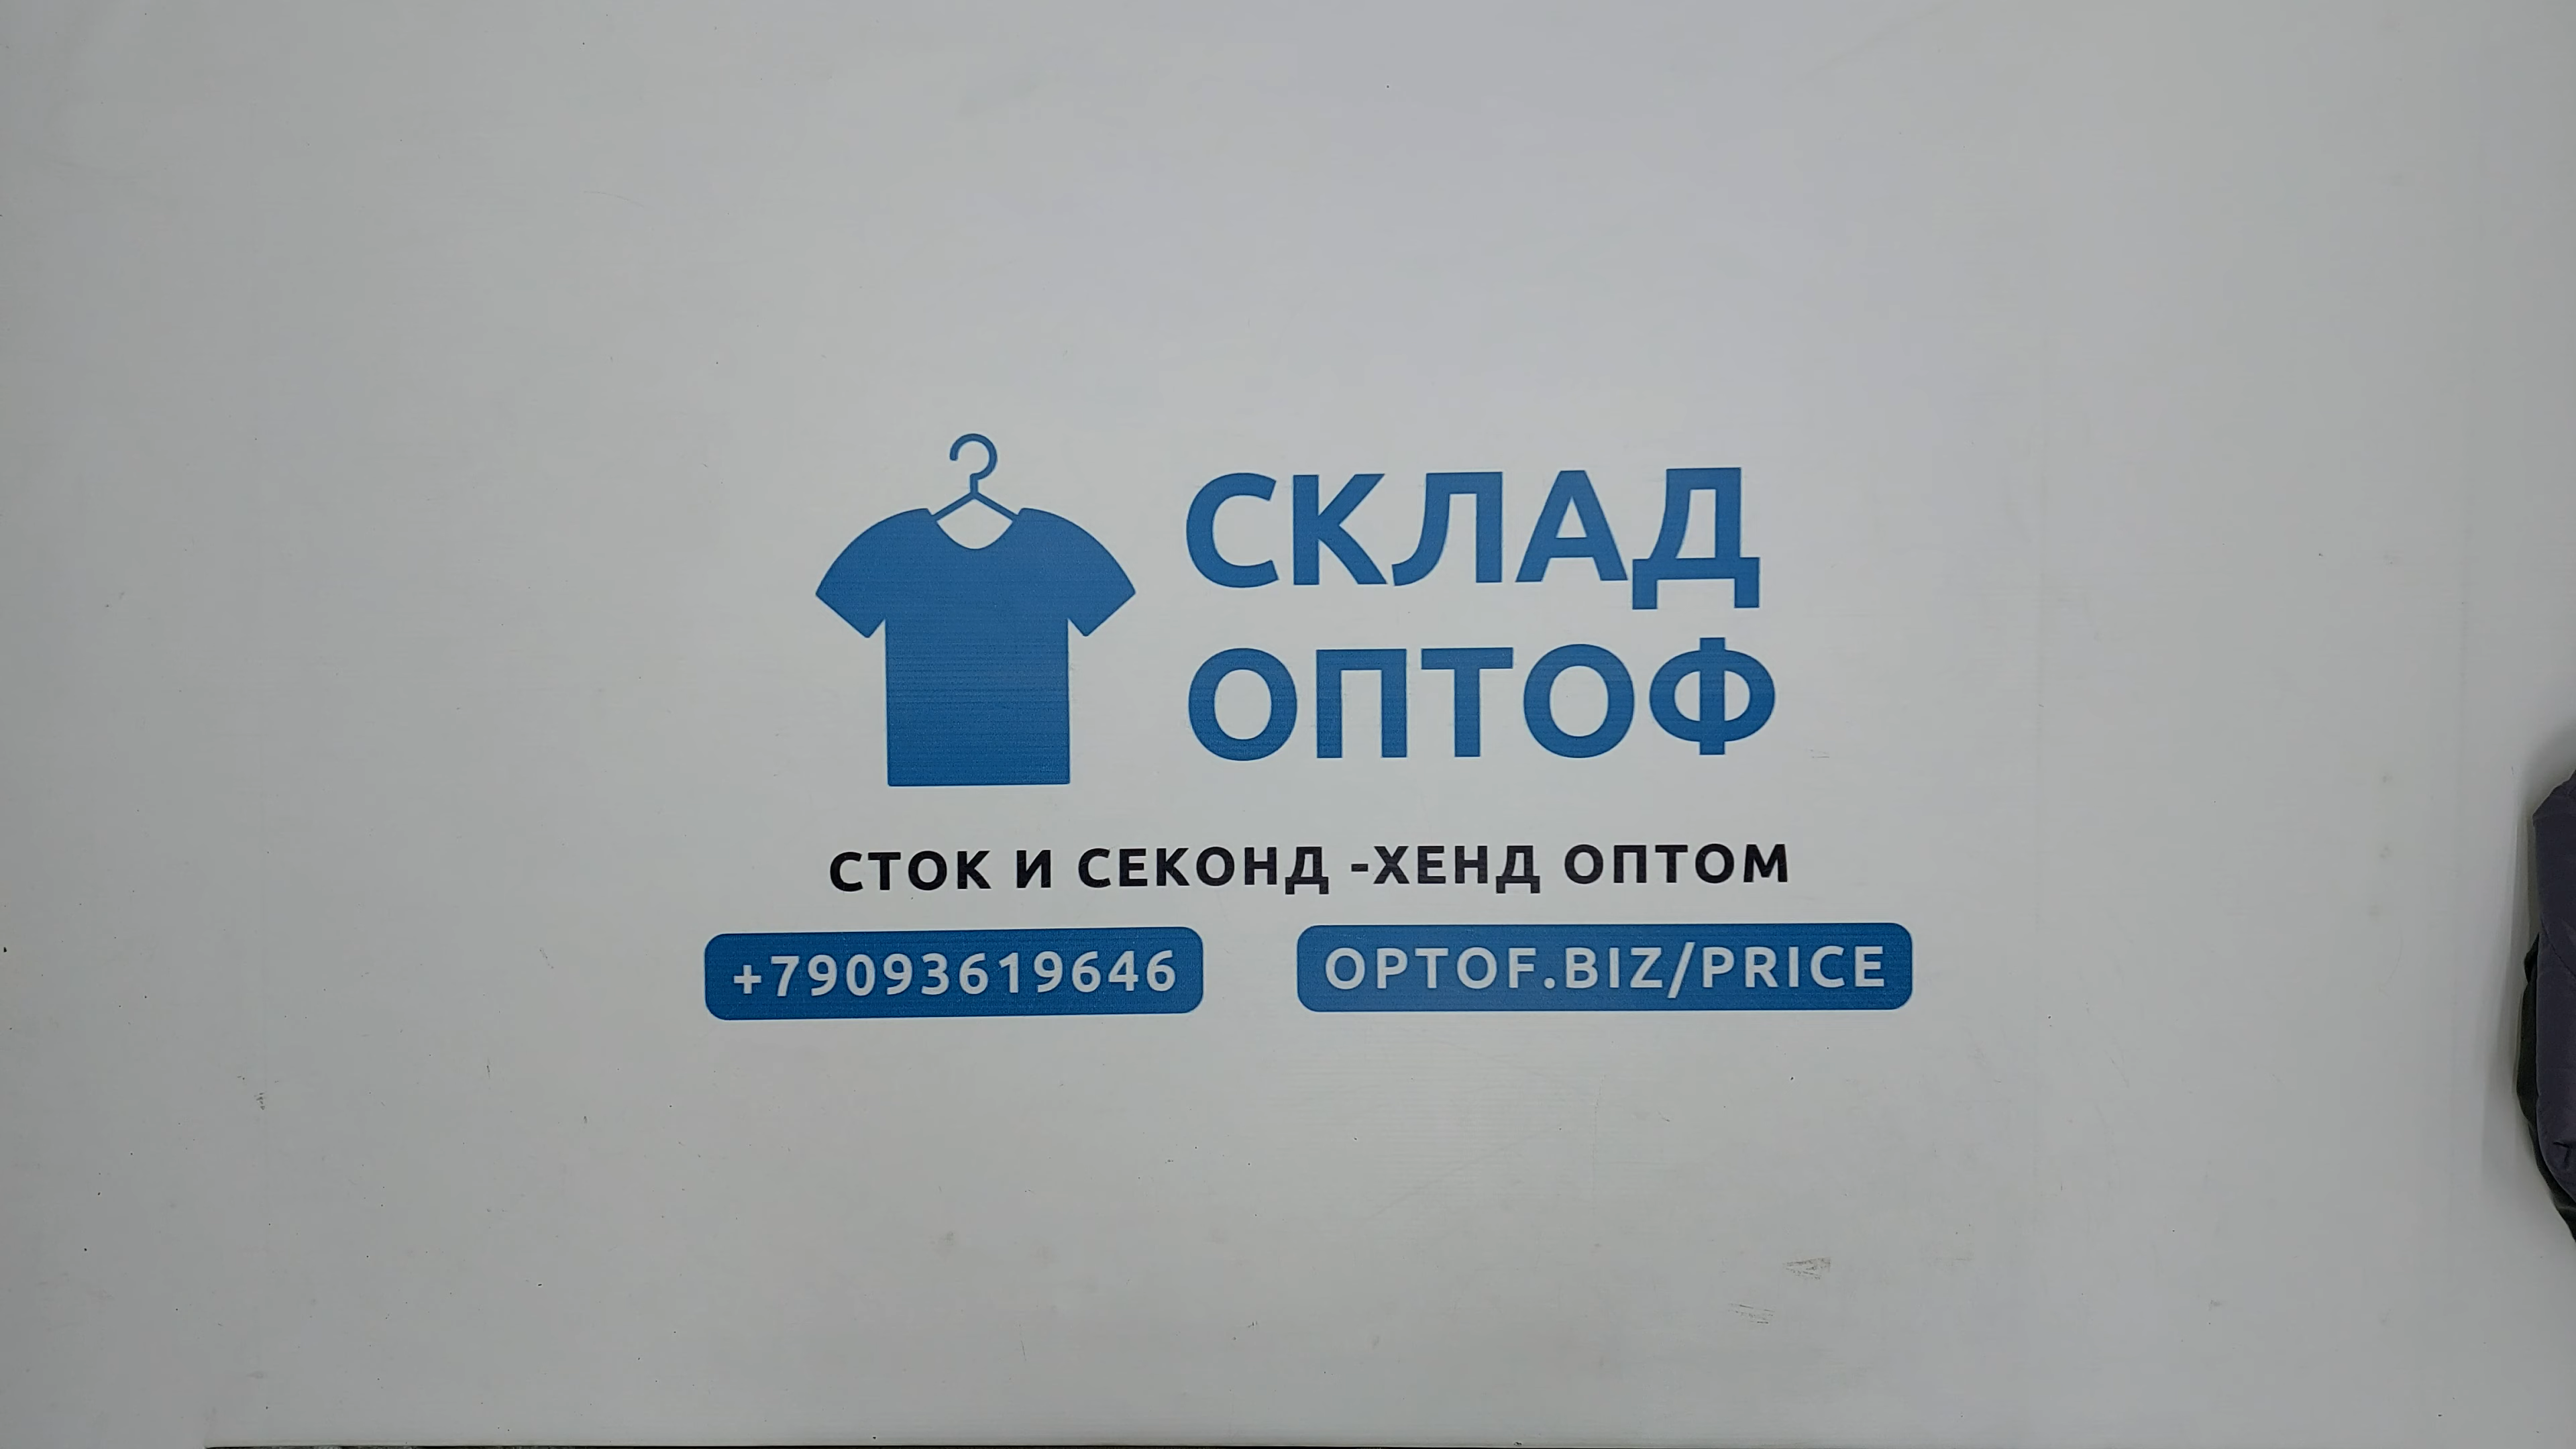 СКЛАД
ОПТОФ
СТОК И СЕКОНД -ХЕНД ОПТОМ
+79093619646
OPTOF.BIZ/PRICE